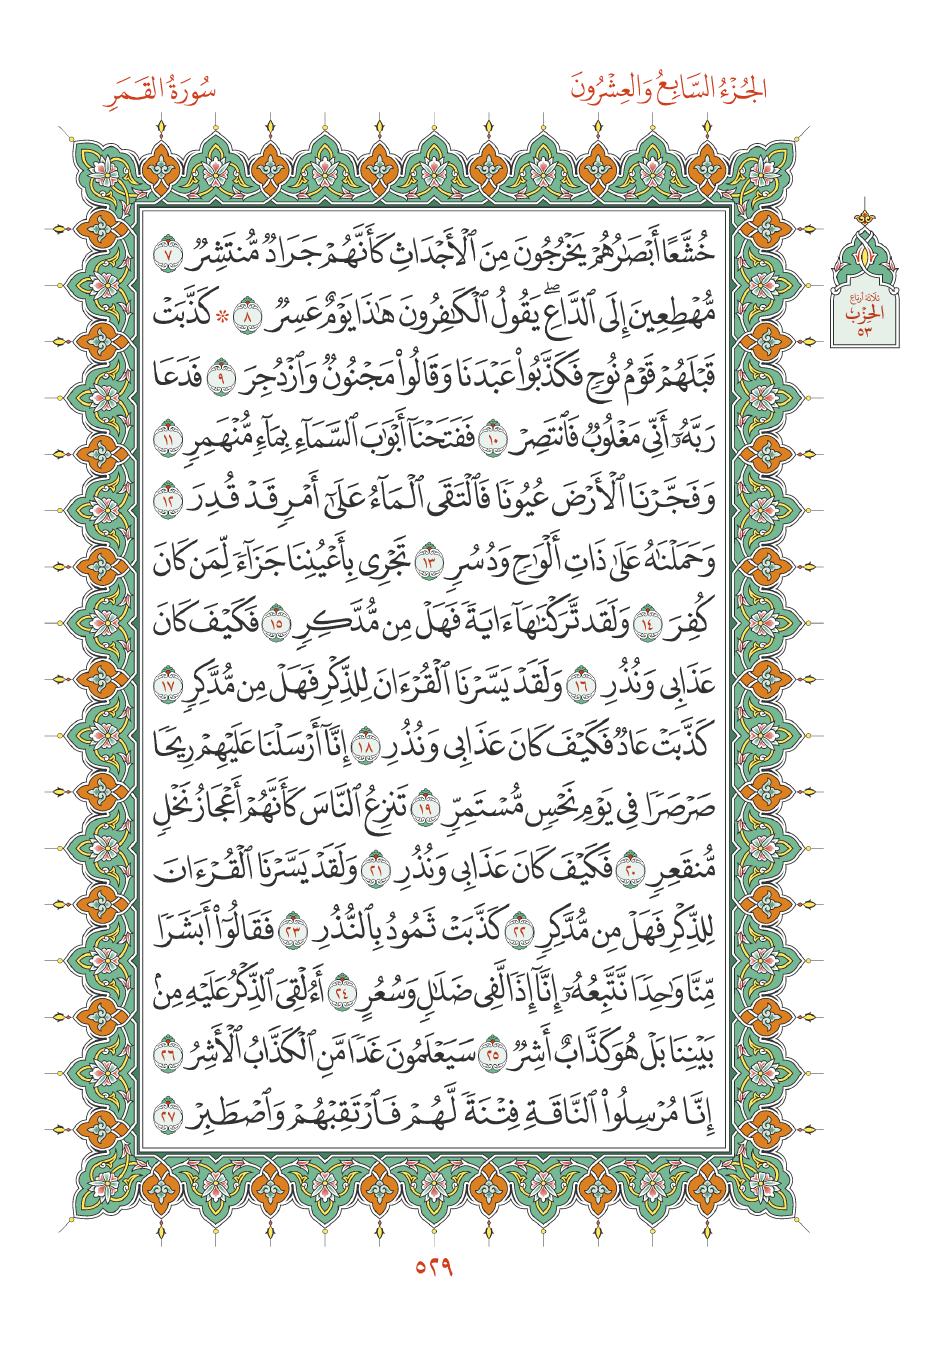 الجُزْءُ السَّابِعُ وَالعِشْرُونَ
سُورَةُ القَمَرِ
خُشَّعًا أَبْصَٰرُهُمْ يَخْرُجُونَ مِنَ ٱلْأَجْدَاثِ كَأَنَّهُمْ جَرَادٌ مُّنتَشِرٌ ٧
مُّهْطِعِينَ إِلَى ٱلدَّاعِۖ يَقُولُ ٱلْكَٰفِرُونَ هَٰذَا يَوْمٌ عَسِرٌ ٨ * كَذَّبَتْ
قَبْلَهُمْ قَوْمُ نُوحٍ فَكَذَّبُوا۟ عَبْدَنَا وَقَالُوا۟ مَجْنُونٌ وَٱزْدُجِرَ ٩ فَدَعَا
رَبَّهُۥٓ أَنِّى مَغْلُوبٌ فَٱنتَصِرْ ١٠ فَفَتَحْنَآ أَبْوَٰبَ ٱلسَّمَآءِ بِمَآءٍ مُّنْهَمِرٍ ١١
وَفَجَّرْنَا ٱلْأَرْضَ عُيُونًا فَٱلْتَقَى ٱلْمَآءُ عَلَىٰٓ أَمْرٍ قَدْ قُدِرَ ١٢
وَحَمَلْنَٰهُ عَلَىٰ ذَاتِ أَلْوَٰحٍ وَدُسُرٍ ١٣ تَجْرِى بِأَعْيُنِنَا جَزَآءً لِّمَن كَانَ
كُفِرَ ١٤ وَلَقَد تَّرَكْنَٰهَآ ءَايَةً فَهَلْ مِن مُّدَّكِرٍ ١٥ فَكَيْفَ كَانَ
عَذَابِى وَنُذُرِ ١٦ وَلَقَدْ يَسَّرْنَا ٱلْقُرْءَانَ لِلذِّكْرِ فَهَلْ مِن مُّدَّكِرٍ ١٧
كَذَّبَتْ عَادٌ فَكَيْفَ كَانَ عَذَابِى وَنُذُرِ ١٨ إِنَّآ أَرْسَلْنَا عَلَيْهِمْ رِيحًا
صَرْصَرًا فِى يَوْمِ نَحْسٍ مُّسْتَمِرٍّ ١٩ تَنزِعُ ٱلنَّاسَ كَأَنَّهُمْ أَعْجَازُ نَخْلٍ
مُّنقَعِرٍ ٢٠ فَكَيْفَ كَانَ عَذَابِى وَنُذُرِ ٢١ وَلَقَدْ يَسَّرْنَا ٱلْقُرْءَانَ
لِلذِّكْرِ فَهَلْ مِن مُّدَّكِرٍ ٢٢ كَذَّبَتْ ثَمُودُ بِٱلنُّذُرِ ٢٣ فَقَالُوٓا۟ أَبَشَرًا
مِّنَّا وَٰحِدًا نَّتَّبِعُهُۥٓ إِنَّآ إِذًا لَّفِى ضَلَٰلٍ وَسُعُرٍ ٢٤ أَءُلْقِىَ ٱلذِّكْرُ عَلَيْهِ مِنۢ
بَيْنِنَا بَلْ هُوَ كَذَّابٌ أَشِرٌ ٢٥ سَيَعْلَمُونَ غَدًا مَّنِ ٱلْكَذَّابُ ٱلْأَشِرُ ٢٦
إِنَّا مُرْسِلُوا۟ ٱلنَّاقَةِ فِتْنَةً لَّهُمْ فَٱرْتَقِبْهُمْ وَٱصْطَبِرْ ٢٧
ثلاثة أرباع
الحِزْبُ
٥٣
٥٢٩